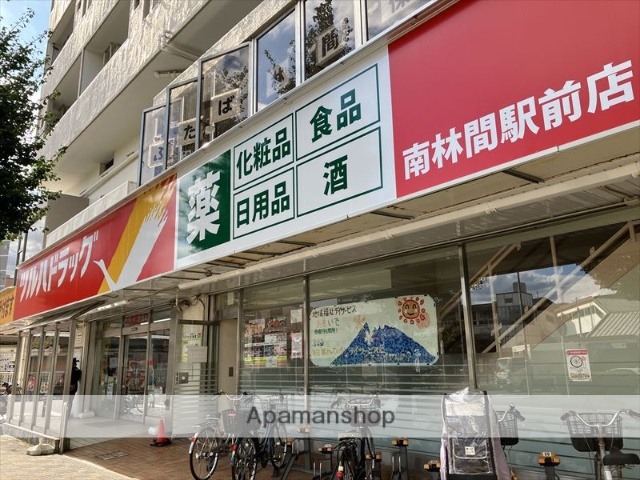 ツルハドラッグ
薬
化粧品
食品
日用品
酒
南林間駅前店
たば
間
Apamanshop